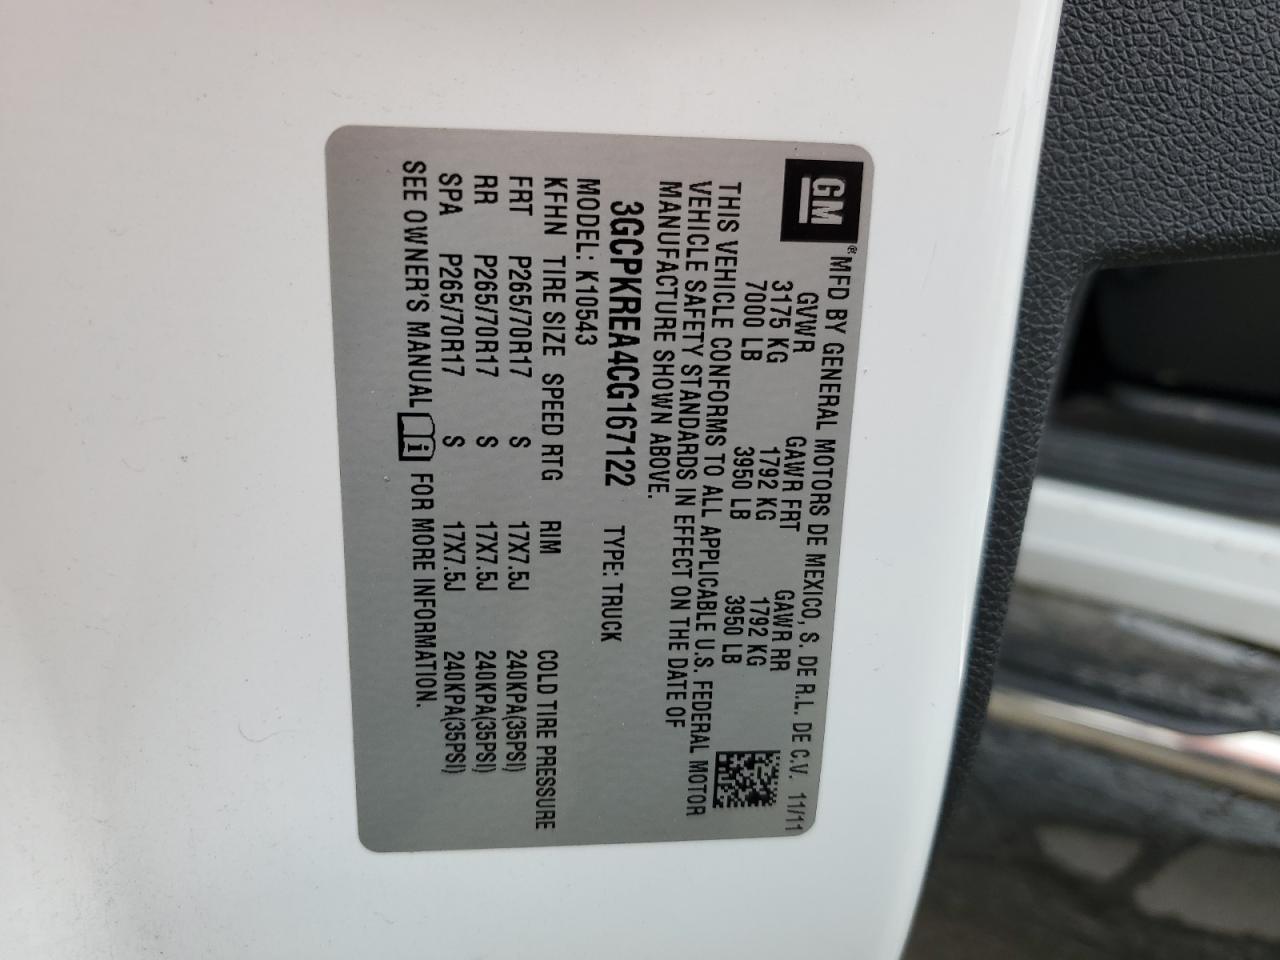 GM® MFD BY GENERAL MOTORS DE MEXICO, S. DE R.L. DE C.V. 11/11
GVWR GAWR FRT GAWR RR
3175 KG 1792 KG 1792 KG
7000 LB 3950 LB 3950 LB
THIS VEHICLE CONFORMS TO ALL APPLICABLE U.S. FEDERAL MOTOR
VEHICLE SAFETY STANDARDS IN EFFECT ON THE DATE OF
MANUFACTURE SHOWN ABOVE.
3GCPKREA4CG167122 TYPE: TRUCK
MODEL: K10543
KFHN TIRE SIZE SPEED RTG RIM COLD TIRE PRESSURE
FRT P265/70R17 S 17X7.5J 240KPA(35PSI)
RR P265/70R17 S 17X7.5J 240KPA(35PSI)
SPA P265/70R17 S 17X7.5J 240KPA(35PSI)
SEE OWNER'S MANUAL i FOR MORE INFORMATION.